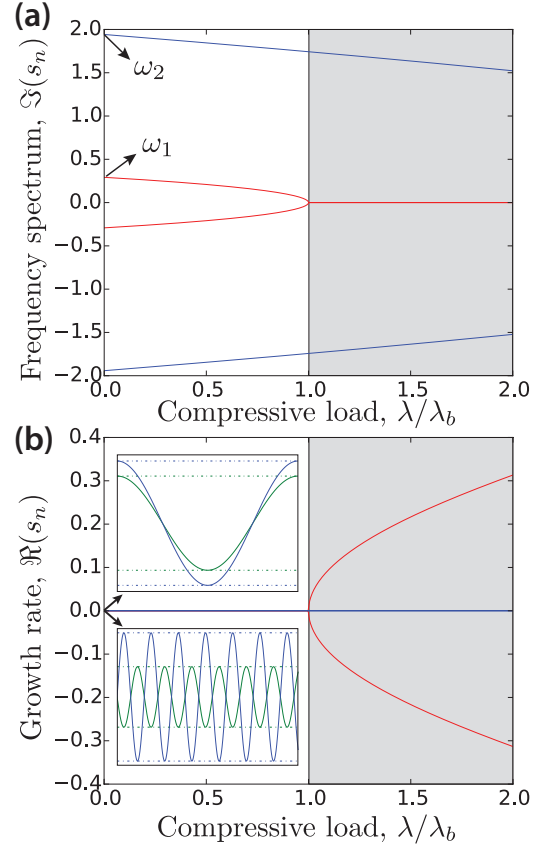 (a)
Frequency spectrum, ℑ(sₙ)
2.0
1.5
1.0
0.5
0.0
−0.5
−1.0
−1.5
−2.0
ω₂
ω₁
0.0 0.5 1.0 1.5 2.0
Compressive load, λ/λ_b
(b)
Growth rate, ℜ(sₙ)
0.4
0.3
0.2
0.1
0.0
−0.1
−0.2
−0.3
−0.4
0.0 0.5 1.0 1.5 2.0
Compressive load, λ/λ_b